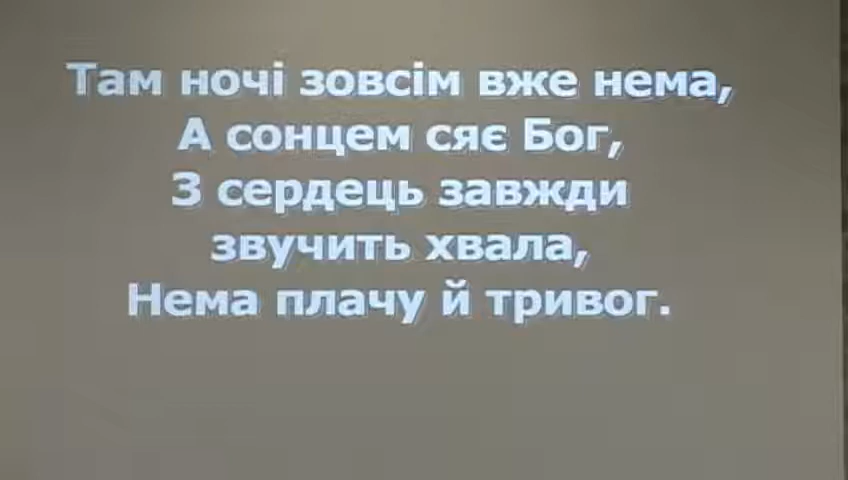 Там ночі зовсім вже нема,
А сонцем сяє Бог,
З сердець завжди
звучить хвала,
Нема плачу й тривог.